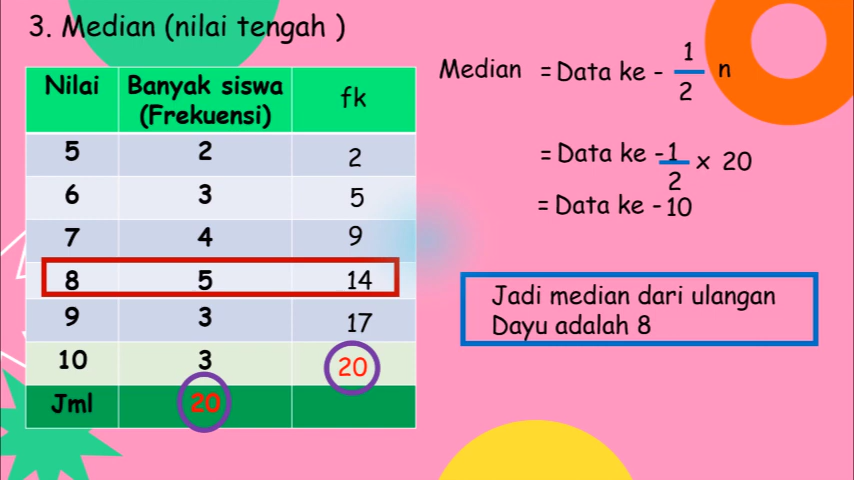 3. Median (nilai tengah )
Nilai Banyak siswa (Frekuensi) fk
5 2 2
6 3 5
7 4 9
8 5 14
9 3 17
10 3 20
Jml 20
Median = Data ke - 1/2 n
= Data ke - 1/2 x 20
= Data ke - 10
Jadi median dari ulangan
Dayu adalah 8